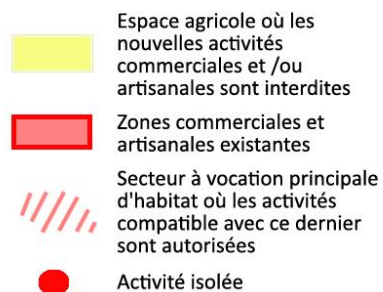 Espace agricole où les
nouvelles activités
commerciales et /ou
artisanales sont interdites
Zones commerciales et
artisanales existantes
Secteur à vocation principale
d'habitat où les activités
compatible avec ce dernier
sont autorisées
Activité isolée